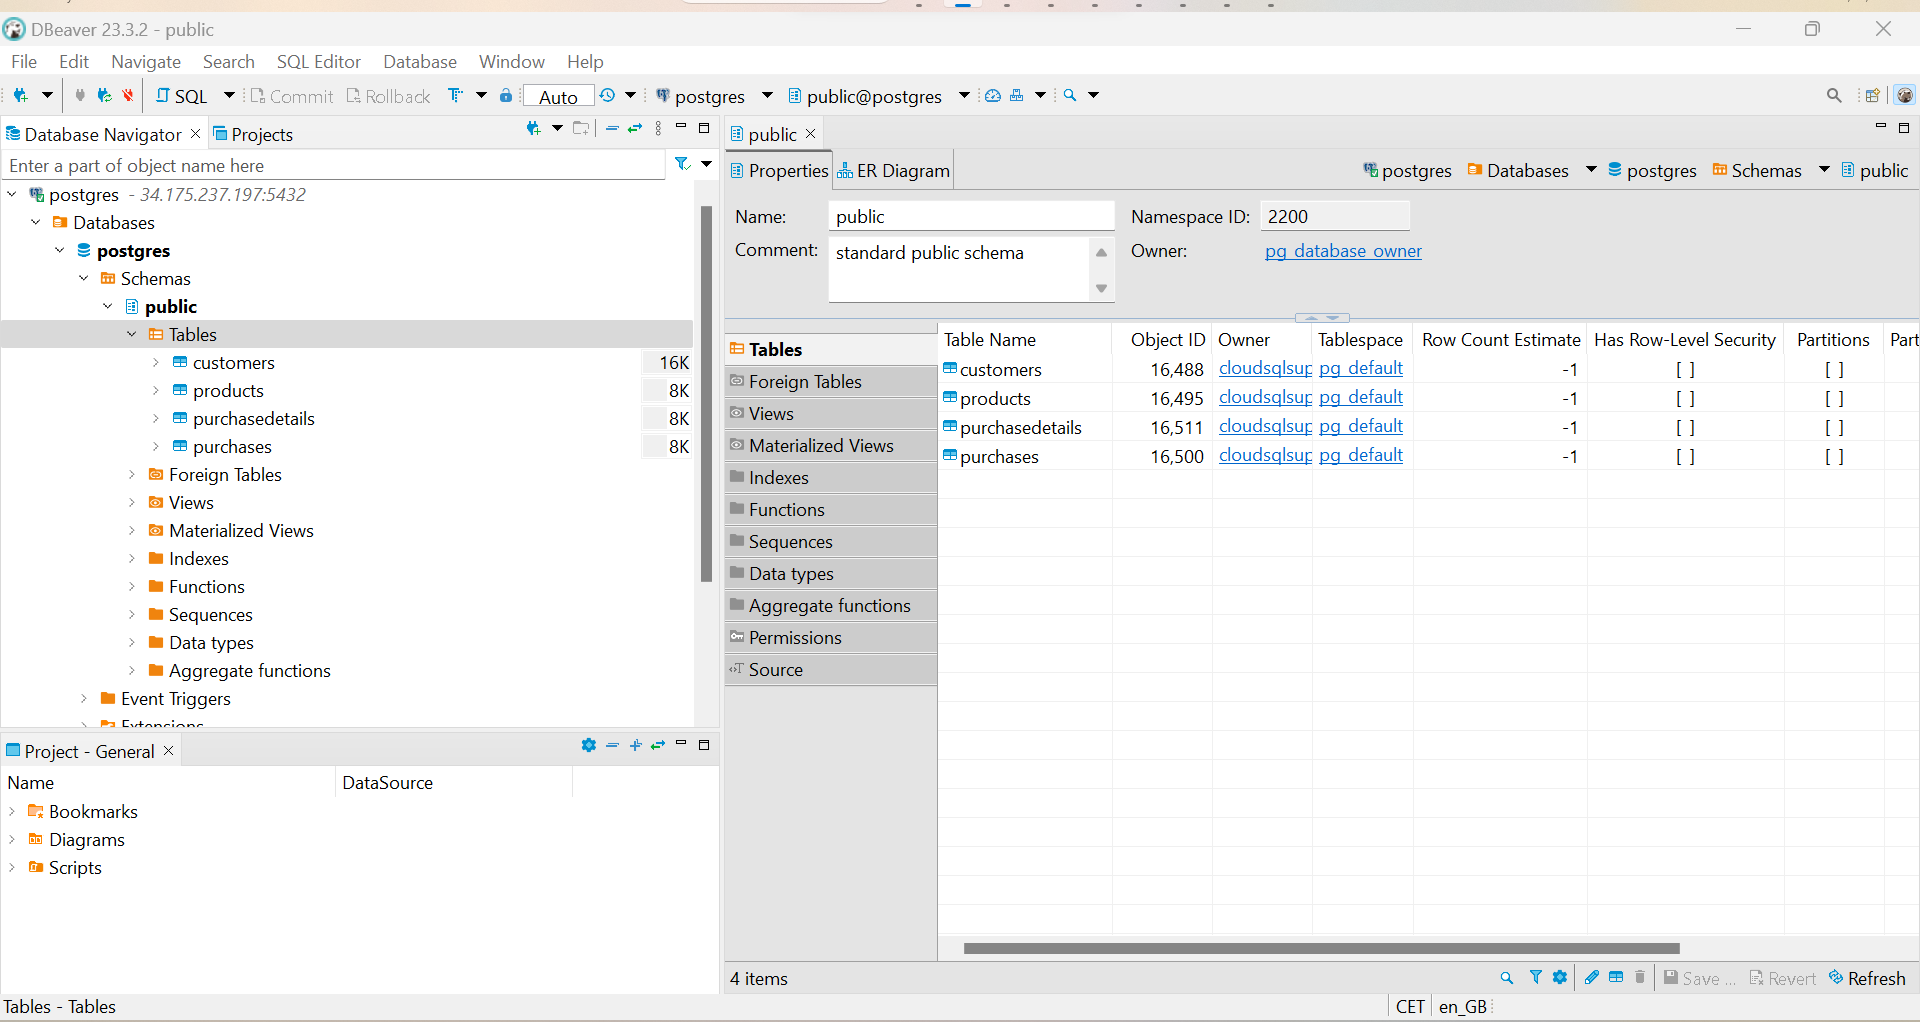 DBeaver 23.3.2 - public
File Edit Navigate Search SQL Editor Database Window Help
SQL Commit Rollback Auto postgres public@postgres
Database Navigator Projects
Enter a part of object name here
postgres - 34.175.237.197:5432
Databases
postgres
Schemas
public
Tables
customers 16K
products 8K
purchasedetails 8K
purchases 8K
Foreign Tables
Views
Materialized Views
Indexes
Functions
Sequences
Data types
Aggregate functions
Event Triggers
Extensions
Project - General
Name DataSource
Bookmarks
Diagrams
Scripts
public
Properties ER Diagram postgres Databases postgres Schemas public
Name: public Namespace ID: 2200
Comment: standard public schema Owner: pg_database_owner
Tables
Foreign Tables
Views
Materialized Views
Indexes
Functions
Sequences
Data types
Aggregate functions
Permissions
Source
Table Name Object ID Owner Tablespace Row Count Estimate Has Row-Level Security Partitions Part
customers 16,488 cloudsqlsup pg_default -1 [ ] [ ]
products 16,495 cloudsqlsup pg_default -1 [ ] [ ]
purchasedetails 16,511 cloudsqlsup pg_default -1 [ ] [ ]
purchases 16,500 cloudsqlsup pg_default -1 [ ] [ ]
4 items Save ... Revert Refresh
Tables - Tables CET en_GB